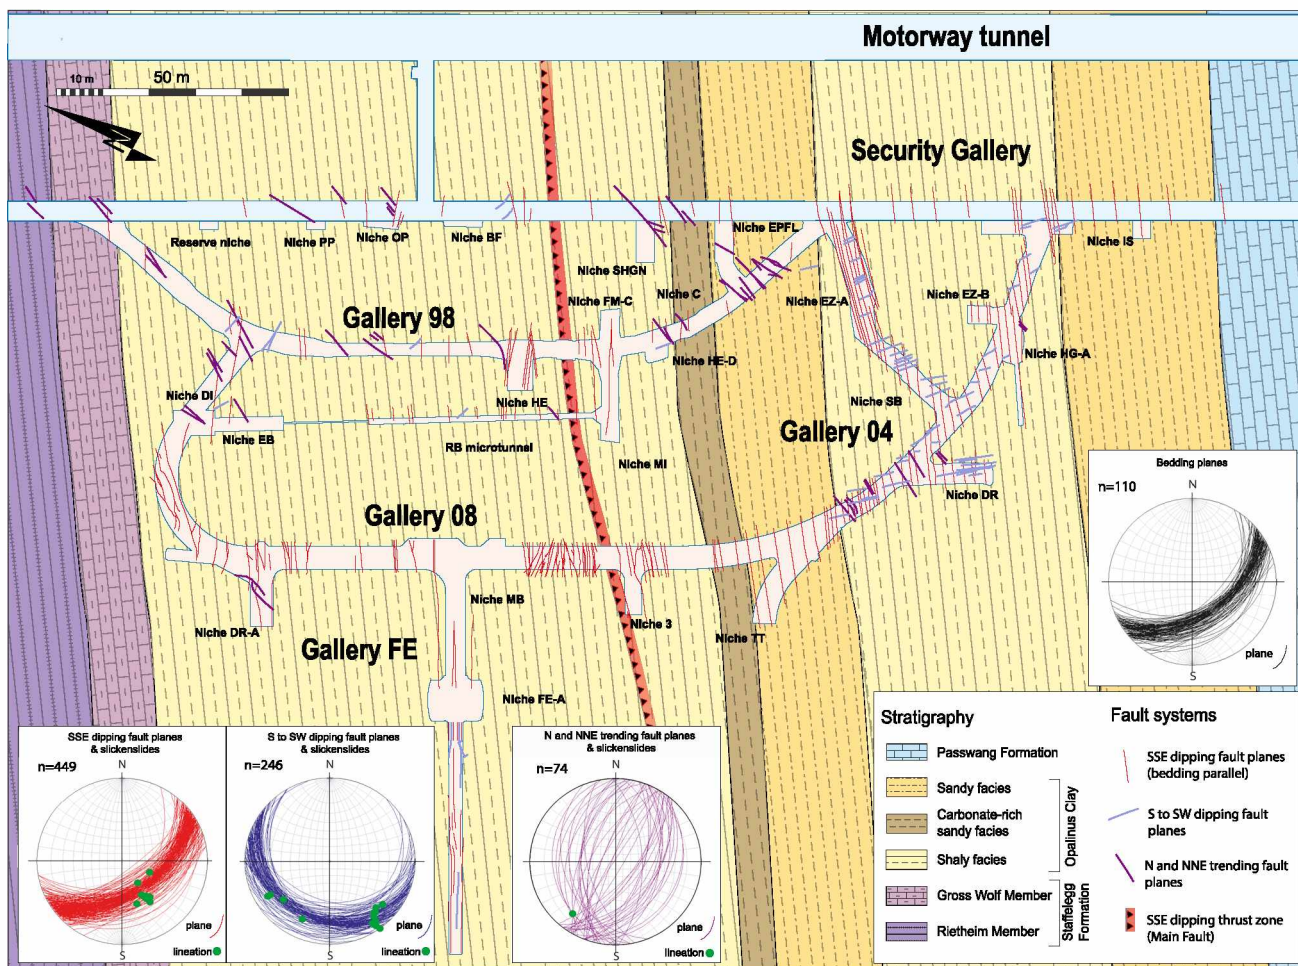 Motorway tunnel
10 m
50 m
Security Gallery
Reserve niche
Niche PP
Niche OP
Niche BF
Niche EPFL
Niche IS
Niche SHGN
Niche C
Niche FM-C
Niche EZ-A
Niche EZ-B
Gallery 98
Niche HE-D
Niche HG-A
Niche DI
Niche HE
Niche SB
Niche EB
RB microtunnel
Gallery 04
Niche MI
Niche DR
Gallery 08
Niche MB
Niche DR-A
Niche 3
Niche TT
Gallery FE
Niche FE-A
Bedding planes
n=110
N
plane
S
SSE dipping fault planes
& slickenslides
n=449
N
plane
lineation
S
S to SW dipping fault planes
& slickenslides
n=246
N
plane
lineation
S
N and NNE trending fault planes
& slickenslides
n=74
N
plane
lineation
S
Stratigraphy
Passwang Formation
Sandy facies
Carbonate-rich
sandy facies
Shaly facies
Opalinus Clay
Gross Wolf Member
Rietheim Member
Staffelegg
Formation
Fault systems
SSE dipping fault planes
(bedding parallel)
S to SW dipping fault
planes
N and NNE trending fault
planes
SSE dipping thrust zone
(Main Fault)